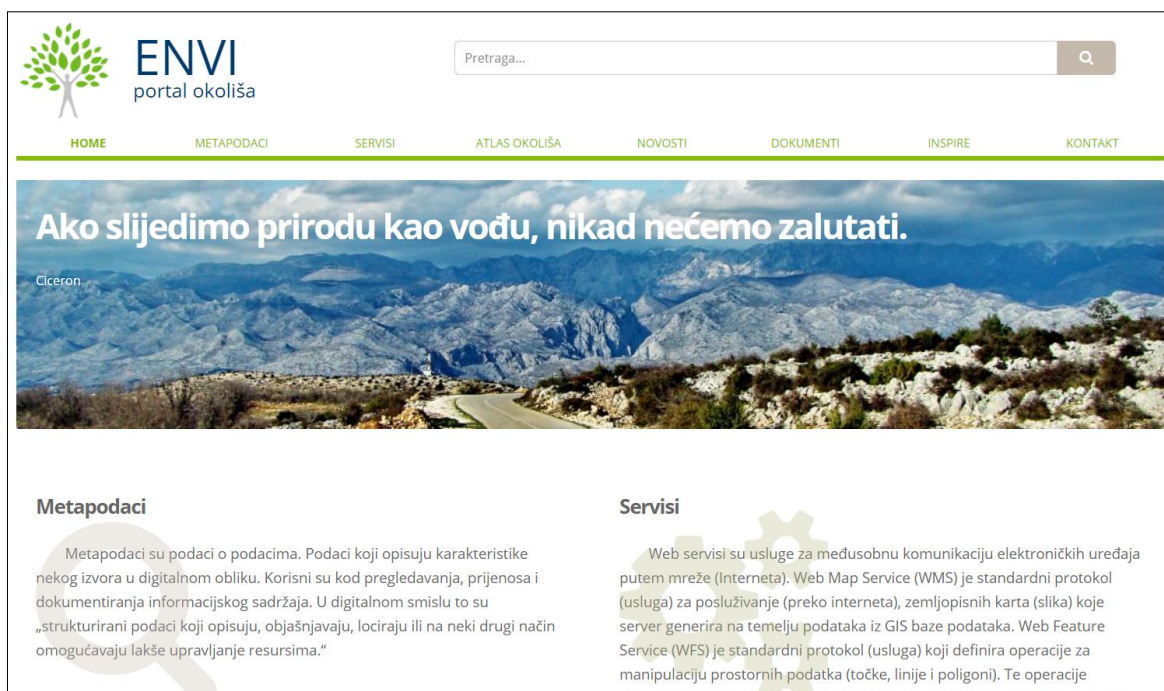 ENVI
portal okoliša
Pretraga...
HOME METAPODACI SERVISI ATLAS OKOLIŠA NOVOSTI DOKUMENTI INSPIRE KONTAKT
Ako slijedimo prirodu kao vođu, nikad nećemo zalutati.
Ciceron
Metapodaci
Metapodaci su podaci o podacima. Podaci koji opisuju karakteristike
nekog izvora u digitalnom obliku. Korisni su kod pregledavanja, prijenosa i
dokumentiranja informacijskog sadržaja. U digitalnom smislu to su
„strukturirani podaci koji opisuju, objašnjavaju, lociraju ili na neki drugi način
omogućavaju lakše upravljanje resursima.“
Servisi
Web servisi su usluge za međusobnu komunikaciju elektroničkih uređaja
putem mreže (Interneta). Web Map Service (WMS) je standardni protokol
(usluga) za posluživanje (preko interneta), zemljopisnih karta (slika) koje
server generira na temelju podataka iz GIS baze podataka. Web Feature
Service (WFS) je standardni protokol (usluga) koji definira operacije za
manipulaciju prostornih podatka (točke, linije i poligoni). Te operacije